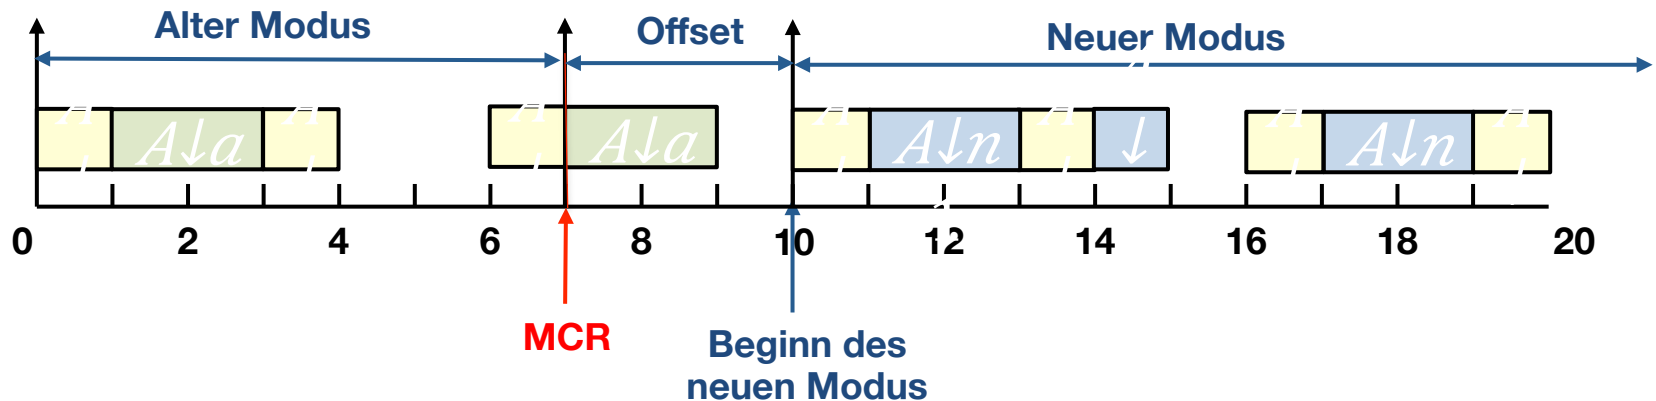 Alter Modus
Offset
Neuer Modus
A↓a
A↓a
A↓n
↓
A↓n
0 2 4 6 8 10 12 14 16 18 20
MCR
Beginn des
neuen Modus